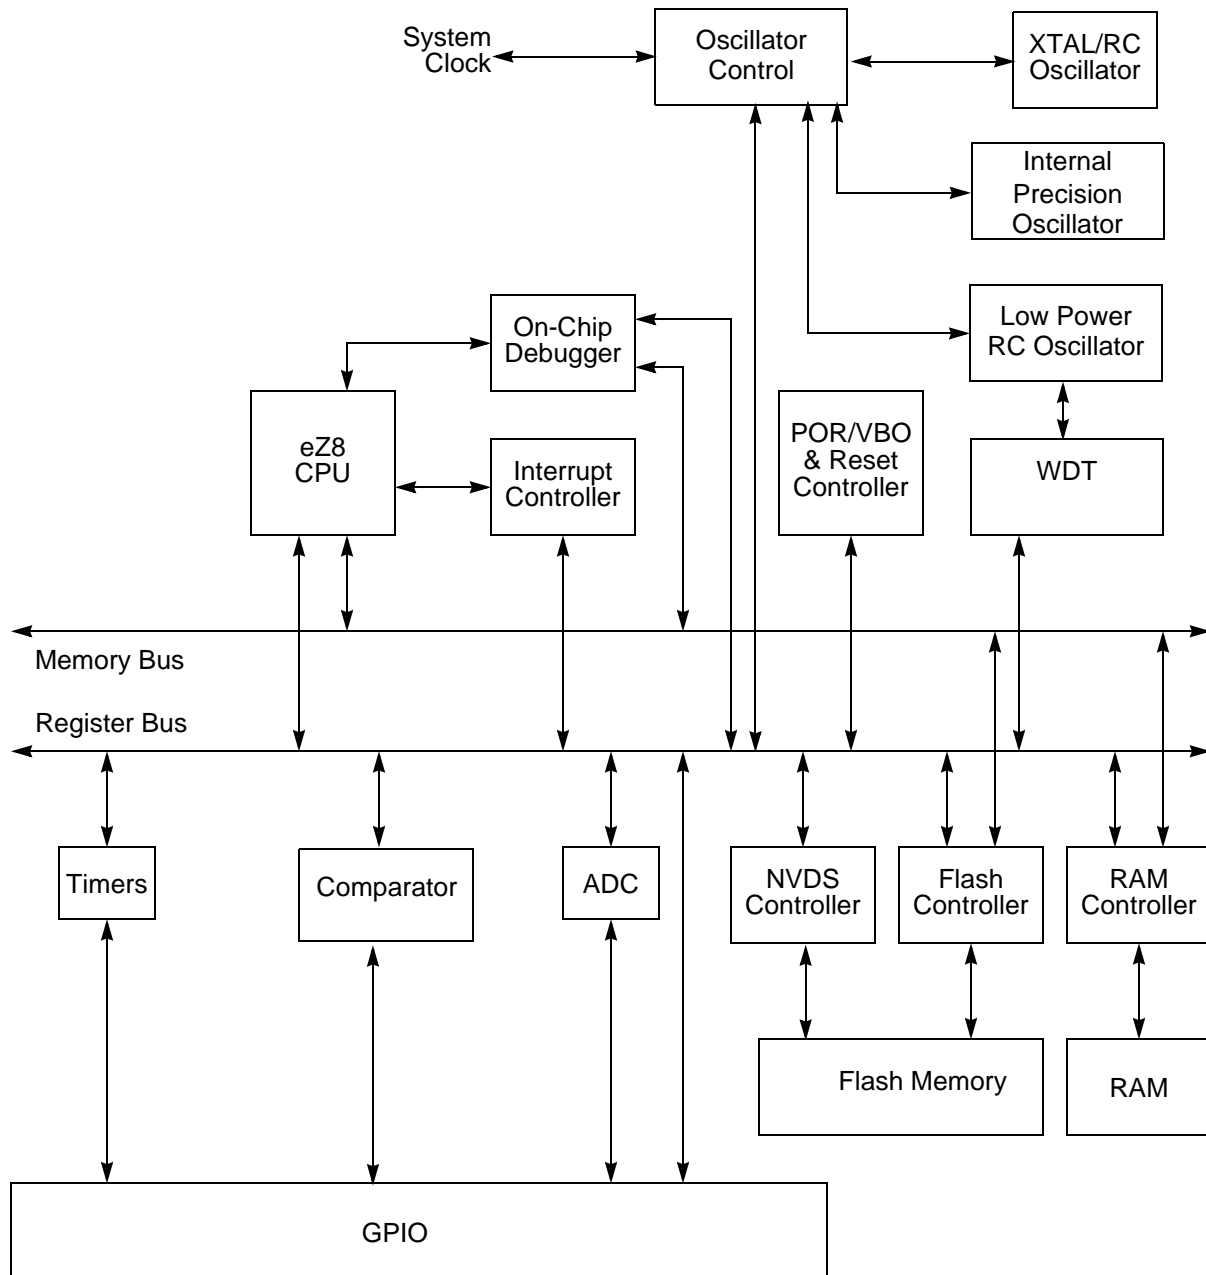 System
Clock
Oscillator
Control
XTAL/RC
Oscillator
Internal
Precision
Oscillator
On-Chip
Debugger
Low Power
RC Oscillator
eZ8
CPU
Interrupt
Controller
POR/VBO
& Reset
Controller
WDT
Memory Bus
Register Bus
Timers
Comparator
ADC
NVDS
Controller
Flash
Controller
RAM
Controller
Flash Memory
RAM
GPIO